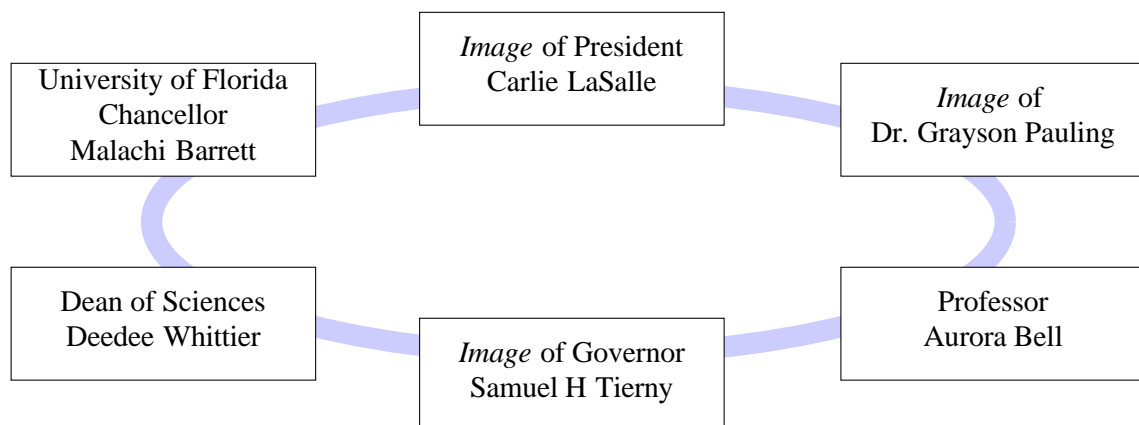 Image of President
Carlie LaSalle
University of Florida
Chancellor
Malachi Barrett
Image of
Dr. Grayson Pauling
Dean of Sciences
Deedee Whittier
Image of Governor
Samuel H Tierny
Professor
Aurora Bell